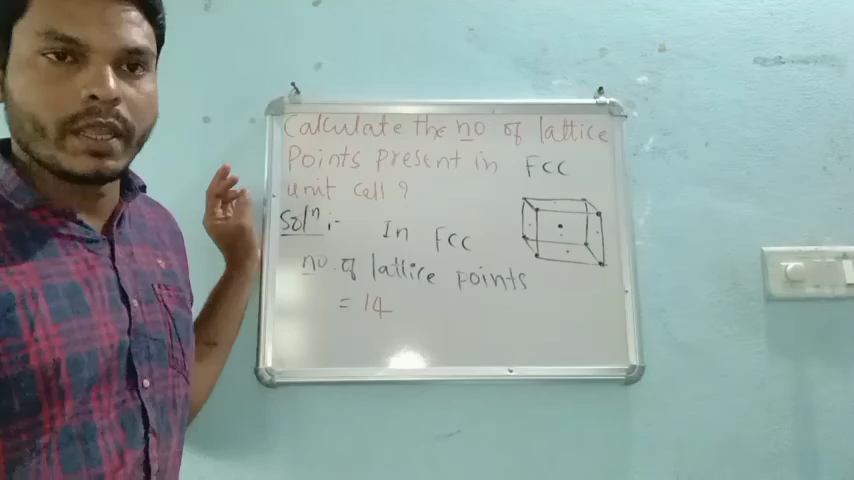 Calculate the no of lattice
Points present in FCC
unit cell ?
Solⁿ :- In FCC
no. of lattice points
= 14